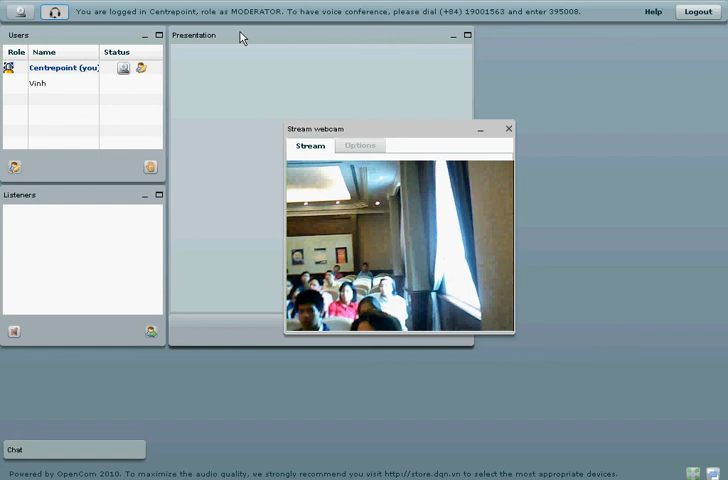 You are logged in Centrepoint, role as MODERATOR. To have voice conference, please dial (+84) 19001563 and enter 395008.
Help
Logout
Users
Role Name Status
Centrepoint (you)
Vinh
Listeners
Presentation
Stream webcam
Stream Options
Chat
Powered by OpenCom 2010. To maximize the audio quality, we strongly recommend you visit http://store.dqn.vn to select the most appropriate devices.